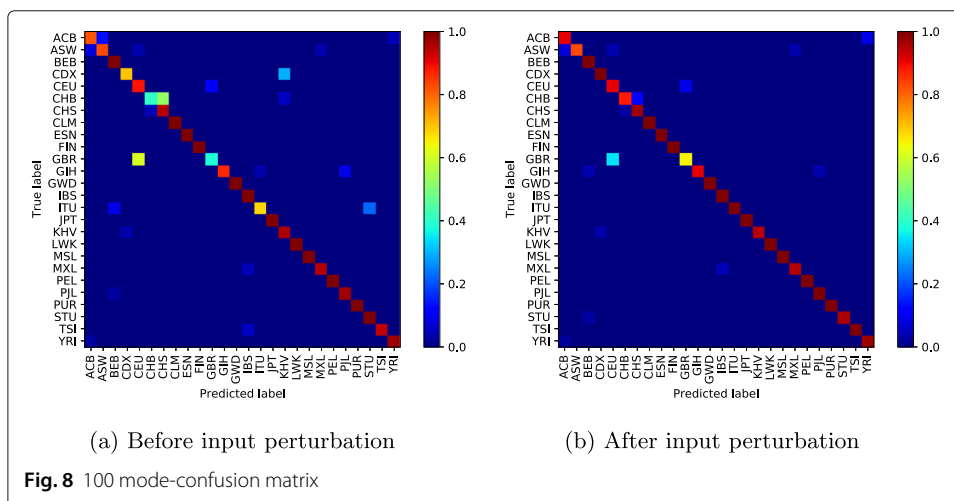 ACB
ASW
BEB
CDX
CEU
CHB
CHS
CLM
ESN
FIN
GBR
GIH
GWD
IBS
ITU
JPT
KHV
LWK
MSL
MXL
PEL
PJL
PUR
STU
TSI
YRI
True label
ACB
ASW
BEB
CDX
CEU
CHB
CHS
CLM
ESN
FIN
GBR
GIH
GWD
IBS
ITU
JPT
KHV
LWK
MSL
MXL
PEL
PJL
PUR
STU
TSI
YRI
Predicted label
1.0
0.8
0.6
0.4
0.2
0.0
(a) Before input perturbation
ACB
ASW
BEB
CDX
CEU
CHB
CHS
CLM
ESN
FIN
GBR
GIH
GWD
IBS
ITU
JPT
KHV
LWK
MSL
MXL
PEL
PJL
PUR
STU
TSI
YRI
True label
ACB
ASW
BEB
CDX
CEU
CHB
CHS
CLM
ESN
FIN
GBR
GIH
GWD
IBS
ITU
JPT
KHV
LWK
MSL
MXL
PEL
PJL
PUR
STU
TSI
YRI
Predicted label
1.0
0.8
0.6
0.4
0.2
0.0
(b) After input perturbation
Fig. 8 100 mode-confusion matrix